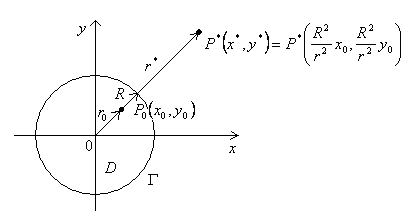 y
P*(x*, y*) = P*(R²/r² x₀, R²/r² y₀)
r*
R
P₀(x₀, y₀)
r₀
0
x
D
Γ